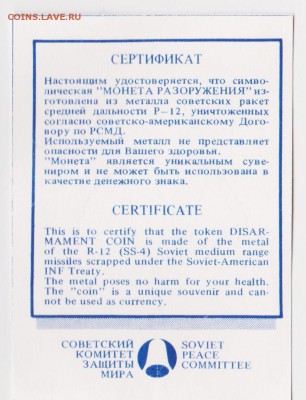 COINS.LAVE.RU
СЕРТИФИКАТ
Настоящим удостоверяется, что симво-
лическая "МОНЕТА РАЗОРУЖЕНИЯ" из-
готовлена из металла советских ракет
средней дальности Р-12, уничтоженных
согласно советско-американскому Дого-
вору по РСМД.
Используемый металл не представляет
опасности для Вашего здоровья.
"Монета" является уникальным суве-
ниром и не может быть использована в
качестве денежного знака.
CERTIFICATE
This is to certify that the token DISAR-
MAMENT COIN is made of the metal
of the R-12 (SS-4) Soviet medium range
missiles scrapped under the Soviet-American
INF Treaty.
The metal poses no harm for your health.
The "coin" is a unique souvenir and can-
not be used as currency.
СОВЕТСКИЙ
КОМИТЕТ
ЗАЩИТЫ
МИРА
SOVIET
PEACE
COMMITTEE